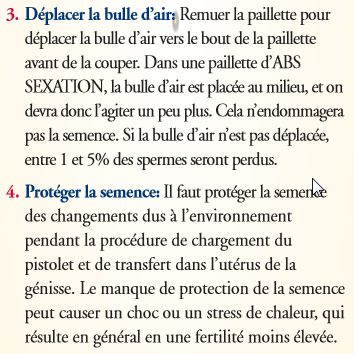 3. Déplacer la bulle d’air: Remuer la paillette pour
déplacer la bulle d’air vers le bout de la paillette
avant de la couper. Dans une paillette d’ABS
SEXATION, la bulle d’air est placée au milieu, et on
devra donc l’agiter un peu plus. Cela n’endommagera
pas la semence. Si la bulle d’air n’est pas déplacée,
entre 1 et 5% des spermes seront perdus.
4. Protéger la semence: Il faut protéger la semence
des changements dus à l’environnement
pendant la procédure de chargement du
pistolet et de transfert dans l’utérus de la
génisse. Le manque de protection de la semence
peut causer un choc ou un stress de chaleur, qui
résulte en général en une fertilité moins élevée.